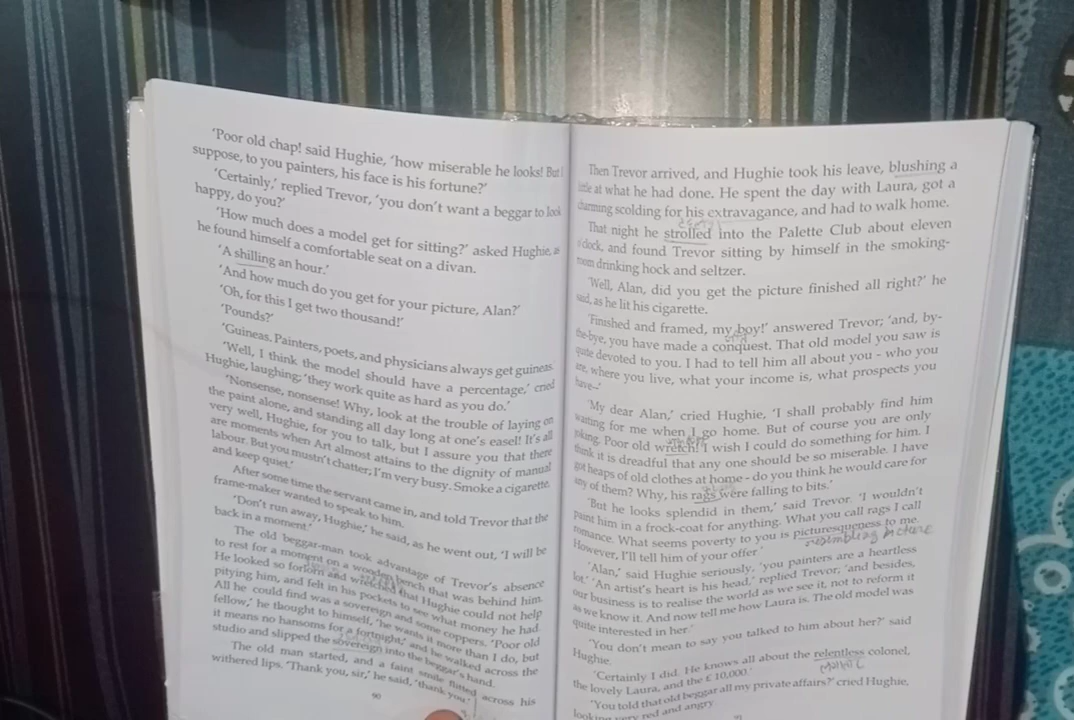 'Poor old chap! said Hughie, 'how miserable he looks! But I
suppose, to you painters, his face is his fortune?'
'Certainly,' replied Trevor, 'you don't want a beggar to look
happy, do you?'
'How much does a model get for sitting?' asked Hughie, as
he found himself a comfortable seat on a divan.
'A shilling an hour.'
'And how much do you get for your picture, Alan?'
'Oh, for this I get two thousand!'
'Pounds?'
'Guineas. Painters, poets, and physicians always get guineas.
'Well, I think the model should have a percentage,' cried
Hughie, laughing; 'they work quite as hard as you do.'
'Nonsense, nonsense! Why, look at the trouble of laying on
the paint alone, and standing all day long at one's easel! It's all
very well, Hughie, for you to talk, but I assure you that there
are moments when Art almost attains to the dignity of manual
labour. But you mustn't chatter; I'm very busy. Smoke a cigarette,
and keep quiet.'
After some time the servant came in, and told Trevor that the
frame-maker wanted to speak to him.
'Don't run away, Hughie,' he said, as he went out, 'I will be
back in a moment.'
The old beggar-man took advantage of Trevor's absence
to rest for a moment on a wooden bench that was behind him.
He looked so forlorn and wretched that Hughie could not help
pitying him, and felt in his pockets to see what money he had.
All he could find was a sovereign and some coppers. 'Poor old
fellow,' he thought to himself, 'he wants it more than I do, but
it means no hansoms for a fortnight;' and he walked across the
studio and slipped the sovereign into the beggar's hand.
The old man started, and a faint smile flitted across his
withered lips. 'Thank you, sir,' he said, 'thank you.'
90
Then Trevor arrived, and Hughie took his leave, blushing a
little at what he had done. He spent the day with Laura, got a
charming scolding for his extravagance, and had to walk home.
That night he strolled into the Palette Club about eleven
o'clock, and found Trevor sitting by himself in the smoking-
room drinking hock and seltzer.
'Well, Alan, did you get the picture finished all right?' he
said, as he lit his cigarette.
'Finished and framed, my boy!' answered Trevor; 'and, by-
the-bye, you have made a conquest. That old model you saw is
quite devoted to you. I had to tell him all about you - who you
are, where you live, what your income is, what prospects you
have--'
'My dear Alan,' cried Hughie, 'I shall probably find him
waiting for me when I go home. But of course you are only
joking. Poor old wretch! I wish I could do something for him. I
think it is dreadful that any one should be so miserable. I have
got heaps of old clothes at home - do you think he would care for
any of them? Why, his rags were falling to bits.'
'But he looks splendid in them,' said Trevor. 'I wouldn't
paint him in a frock-coat for anything. What you call rags I call
romance. What seems poverty to you is picturesqueness to me.
resembling picture
However, I'll tell him of your offer.'
'Alan,' said Hughie seriously, 'you painters are a heartless
lot.' 'An artist's heart is his head,' replied Trevor; 'and besides,
our business is to realise the world as we see it, not to reform it
as we know it. And now tell me how Laura is. The old model was
quite interested in her.'
'You don't mean to say you talked to him about her?' said
Hughie.
'Certainly I did. He knows all about the relentless colonel,
the lovely Laura, and the £ 10,000.'
'You told that old beggar all my private affairs?' cried Hughie,
looking very red and angry.